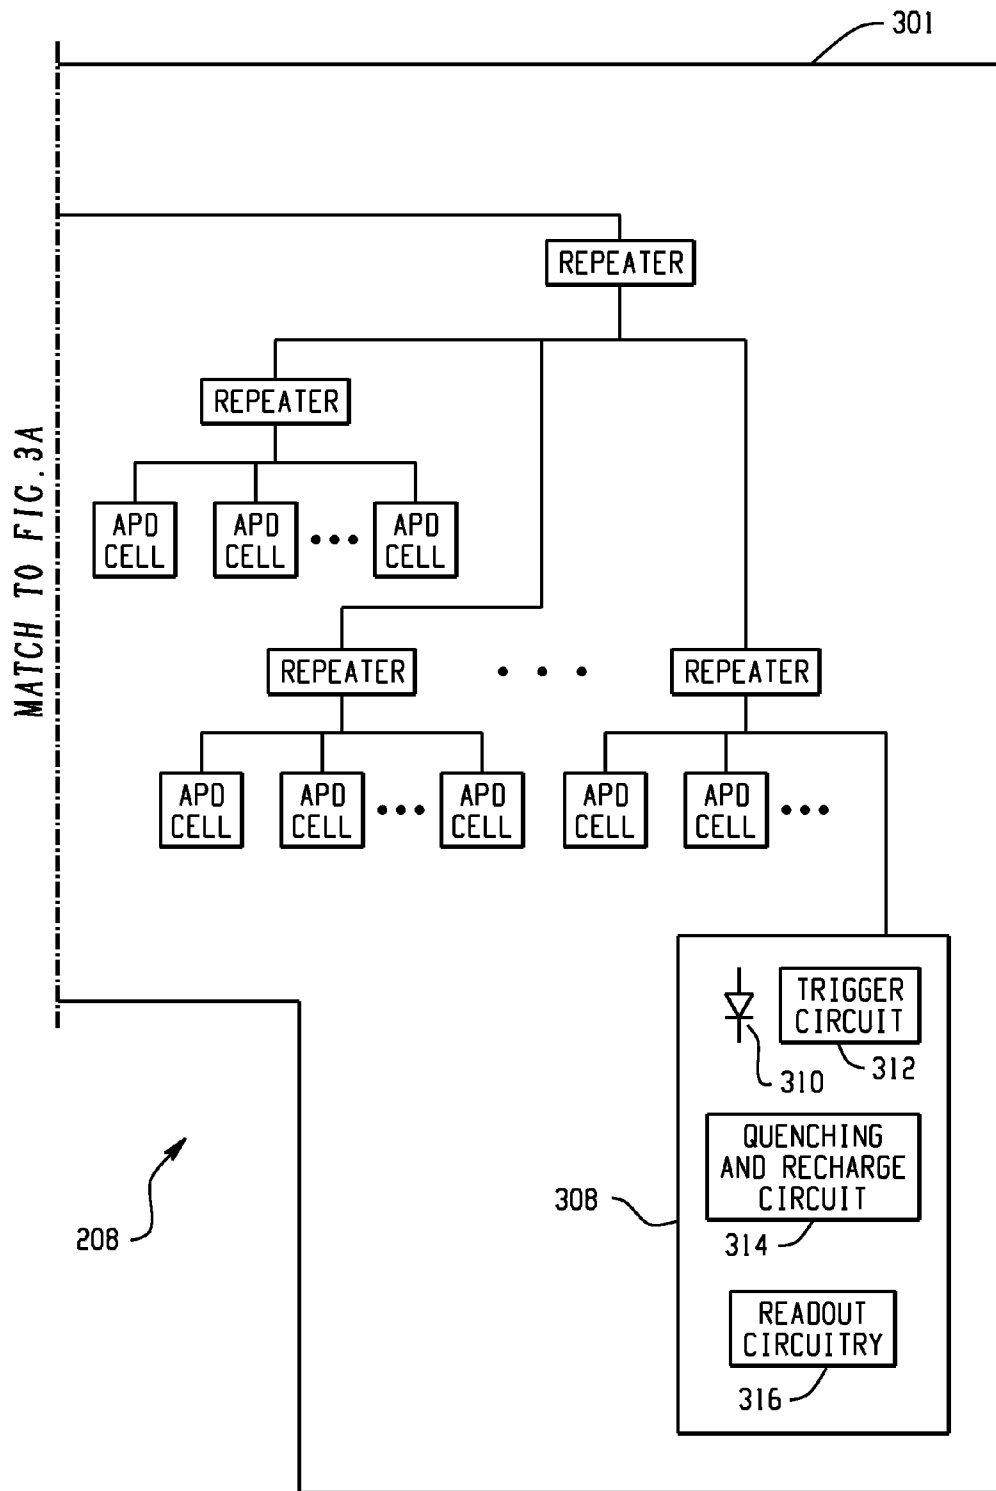 301
MATCH TO FIG. 3A
REPEATER
REPEATER
APD
CELL
APD
CELL
APD
CELL
REPEATER
REPEATER
APD
CELL
APD
CELL
APD
CELL
APD
CELL
APD
CELL
TRIGGER
CIRCUIT
310
312
QUENCHING
AND RECHARGE
CIRCUIT
308
314
208
READOUT
CIRCUITRY
316